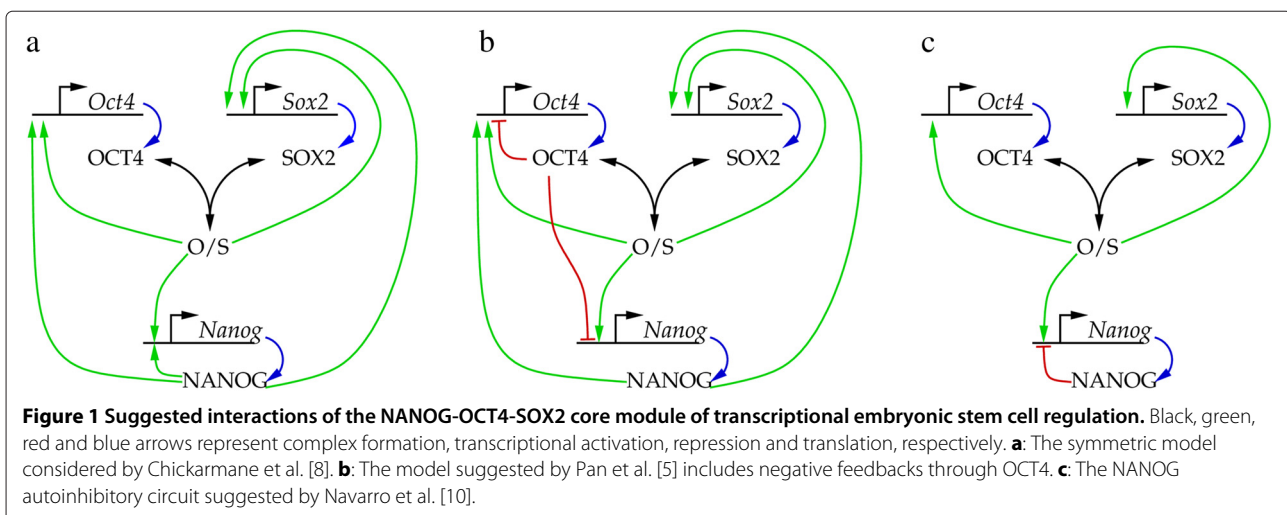 a
b
c
Oct4
Sox2
OCT4
SOX2
O/S
Nanog
NANOG
Oct4
Sox2
OCT4
SOX2
O/S
Nanog
NANOG
Oct4
Sox2
OCT4
SOX2
O/S
Nanog
NANOG
Figure 1 Suggested interactions of the NANOG-OCT4-SOX2 core module of transcriptional embryonic stem cell regulation. Black, green,
red and blue arrows represent complex formation, transcriptional activation, repression and translation, respectively. a: The symmetric model
considered by Chickarmane et al. [8]. b: The model suggested by Pan et al. [5] includes negative feedbacks through OCT4. c: The NANOG
autoinhibitory circuit suggested by Navarro et al. [10].